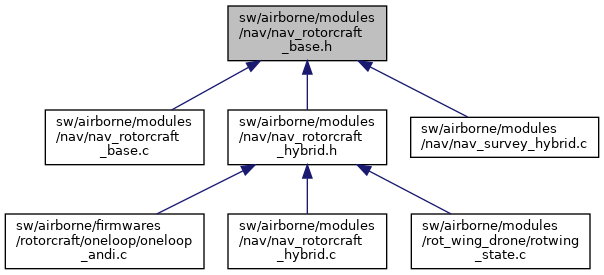 sw/airborne/modules
/nav/nav_rotorcraft
_base.h
sw/airborne/modules
/nav/nav_rotorcraft
_base.c
sw/airborne/modules
/nav/nav_rotorcraft
_hybrid.h
sw/airborne/modules
/nav/nav_survey_hybrid.c
sw/airborne/firmwares
/rotorcraft/oneloop/oneloop
_andi.c
sw/airborne/modules
/nav/nav_rotorcraft
_hybrid.c
sw/airborne/modules
/rot_wing_drone/rotwing
_state.c